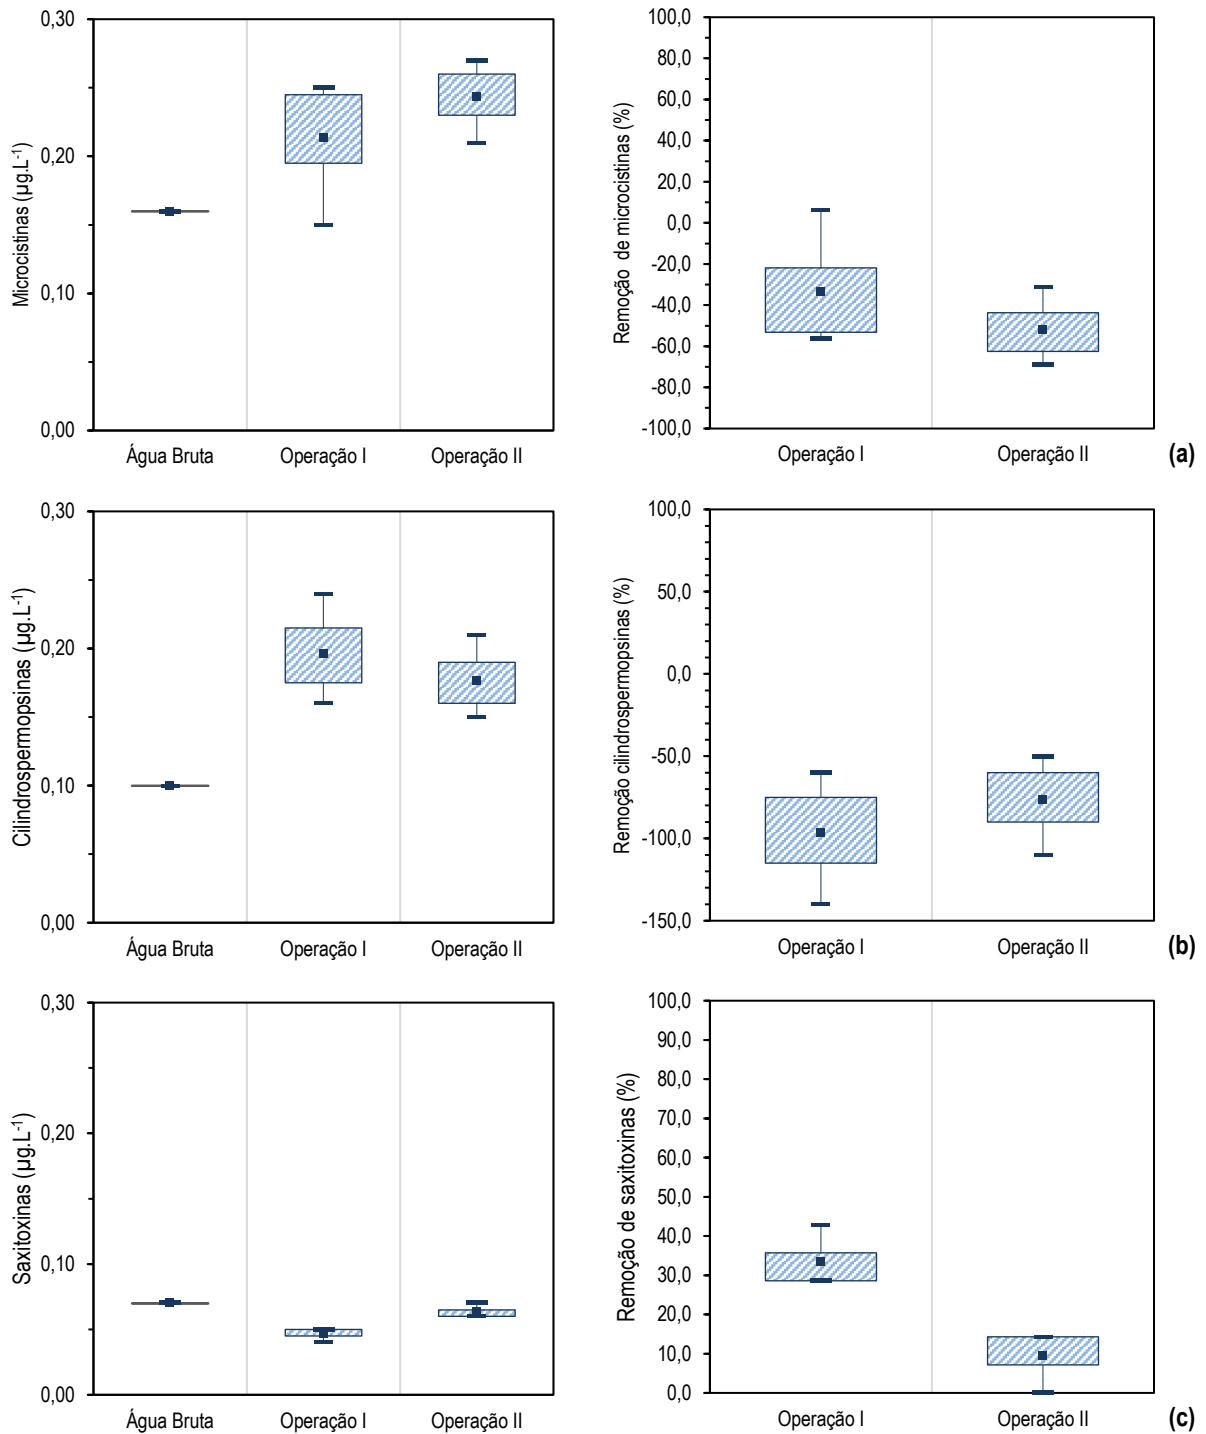 Microcistinas (µg.L-1)
0,30
0,20
0,10
0,00
Água Bruta
Operação I
Operação II
Remoção de microcistinas (%)
100,0
80,0
60,0
40,0
20,0
0,0
-20,0
-40,0
-60,0
-80,0
-100,0
Operação I
Operação II
(a)
Cilindrospermopsinas (µg.L-1)
0,30
0,20
0,10
0,00
Água Bruta
Operação I
Operação II
Remoção cilindrospermopsinas (%)
100,0
50,0
0,0
-50,0
-100,0
-150,0
Operação I
Operação II
(b)
Saxitoxinas (µg.L-1)
0,30
0,20
0,10
0,00
Água Bruta
Operação I
Operação II
Remoção de saxitoxinas (%)
100,0
90,0
80,0
70,0
60,0
50,0
40,0
30,0
20,0
10,0
0,0
Operação I
Operação II
(c)